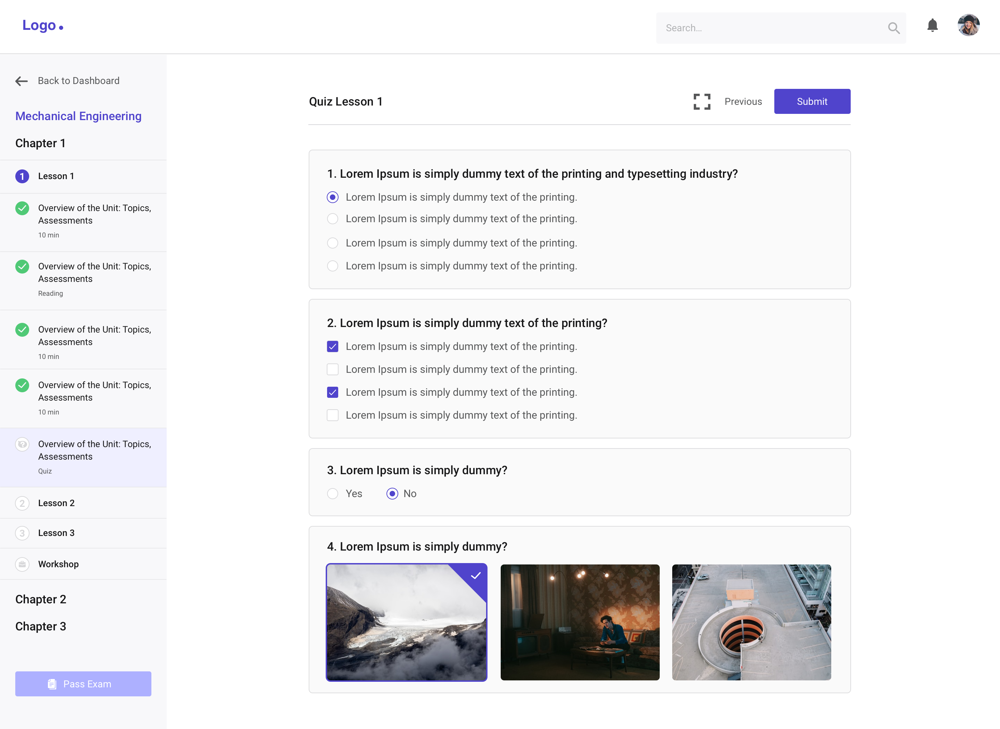 Logo
Search...
Back to Dashboard
Mechanical Engineering
Chapter 1
1 Lesson 1
Overview of the Unit: Topics,
Assessments
10 min
Overview of the Unit: Topics,
Assessments
Reading
Overview of the Unit: Topics,
Assessments
10 min
Overview of the Unit: Topics,
Assessments
10 min
? Overview of the Unit: Topics,
Assessments
Quiz
2 Lesson 2
3 Lesson 3
Workshop
Chapter 2
Chapter 3
Pass Exam
Quiz Lesson 1
Previous
Submit
1. Lorem Ipsum is simply dummy text of the printing and typesetting industry?
Lorem Ipsum is simply dummy text of the printing.
Lorem Ipsum is simply dummy text of the printing.
Lorem Ipsum is simply dummy text of the printing.
Lorem Ipsum is simply dummy text of the printing.
2. Lorem Ipsum is simply dummy text of the printing?
Lorem Ipsum is simply dummy text of the printing.
Lorem Ipsum is simply dummy text of the printing.
Lorem Ipsum is simply dummy text of the printing.
Lorem Ipsum is simply dummy text of the printing.
3. Lorem Ipsum is simply dummy?
Yes No
4. Lorem Ipsum is simply dummy?